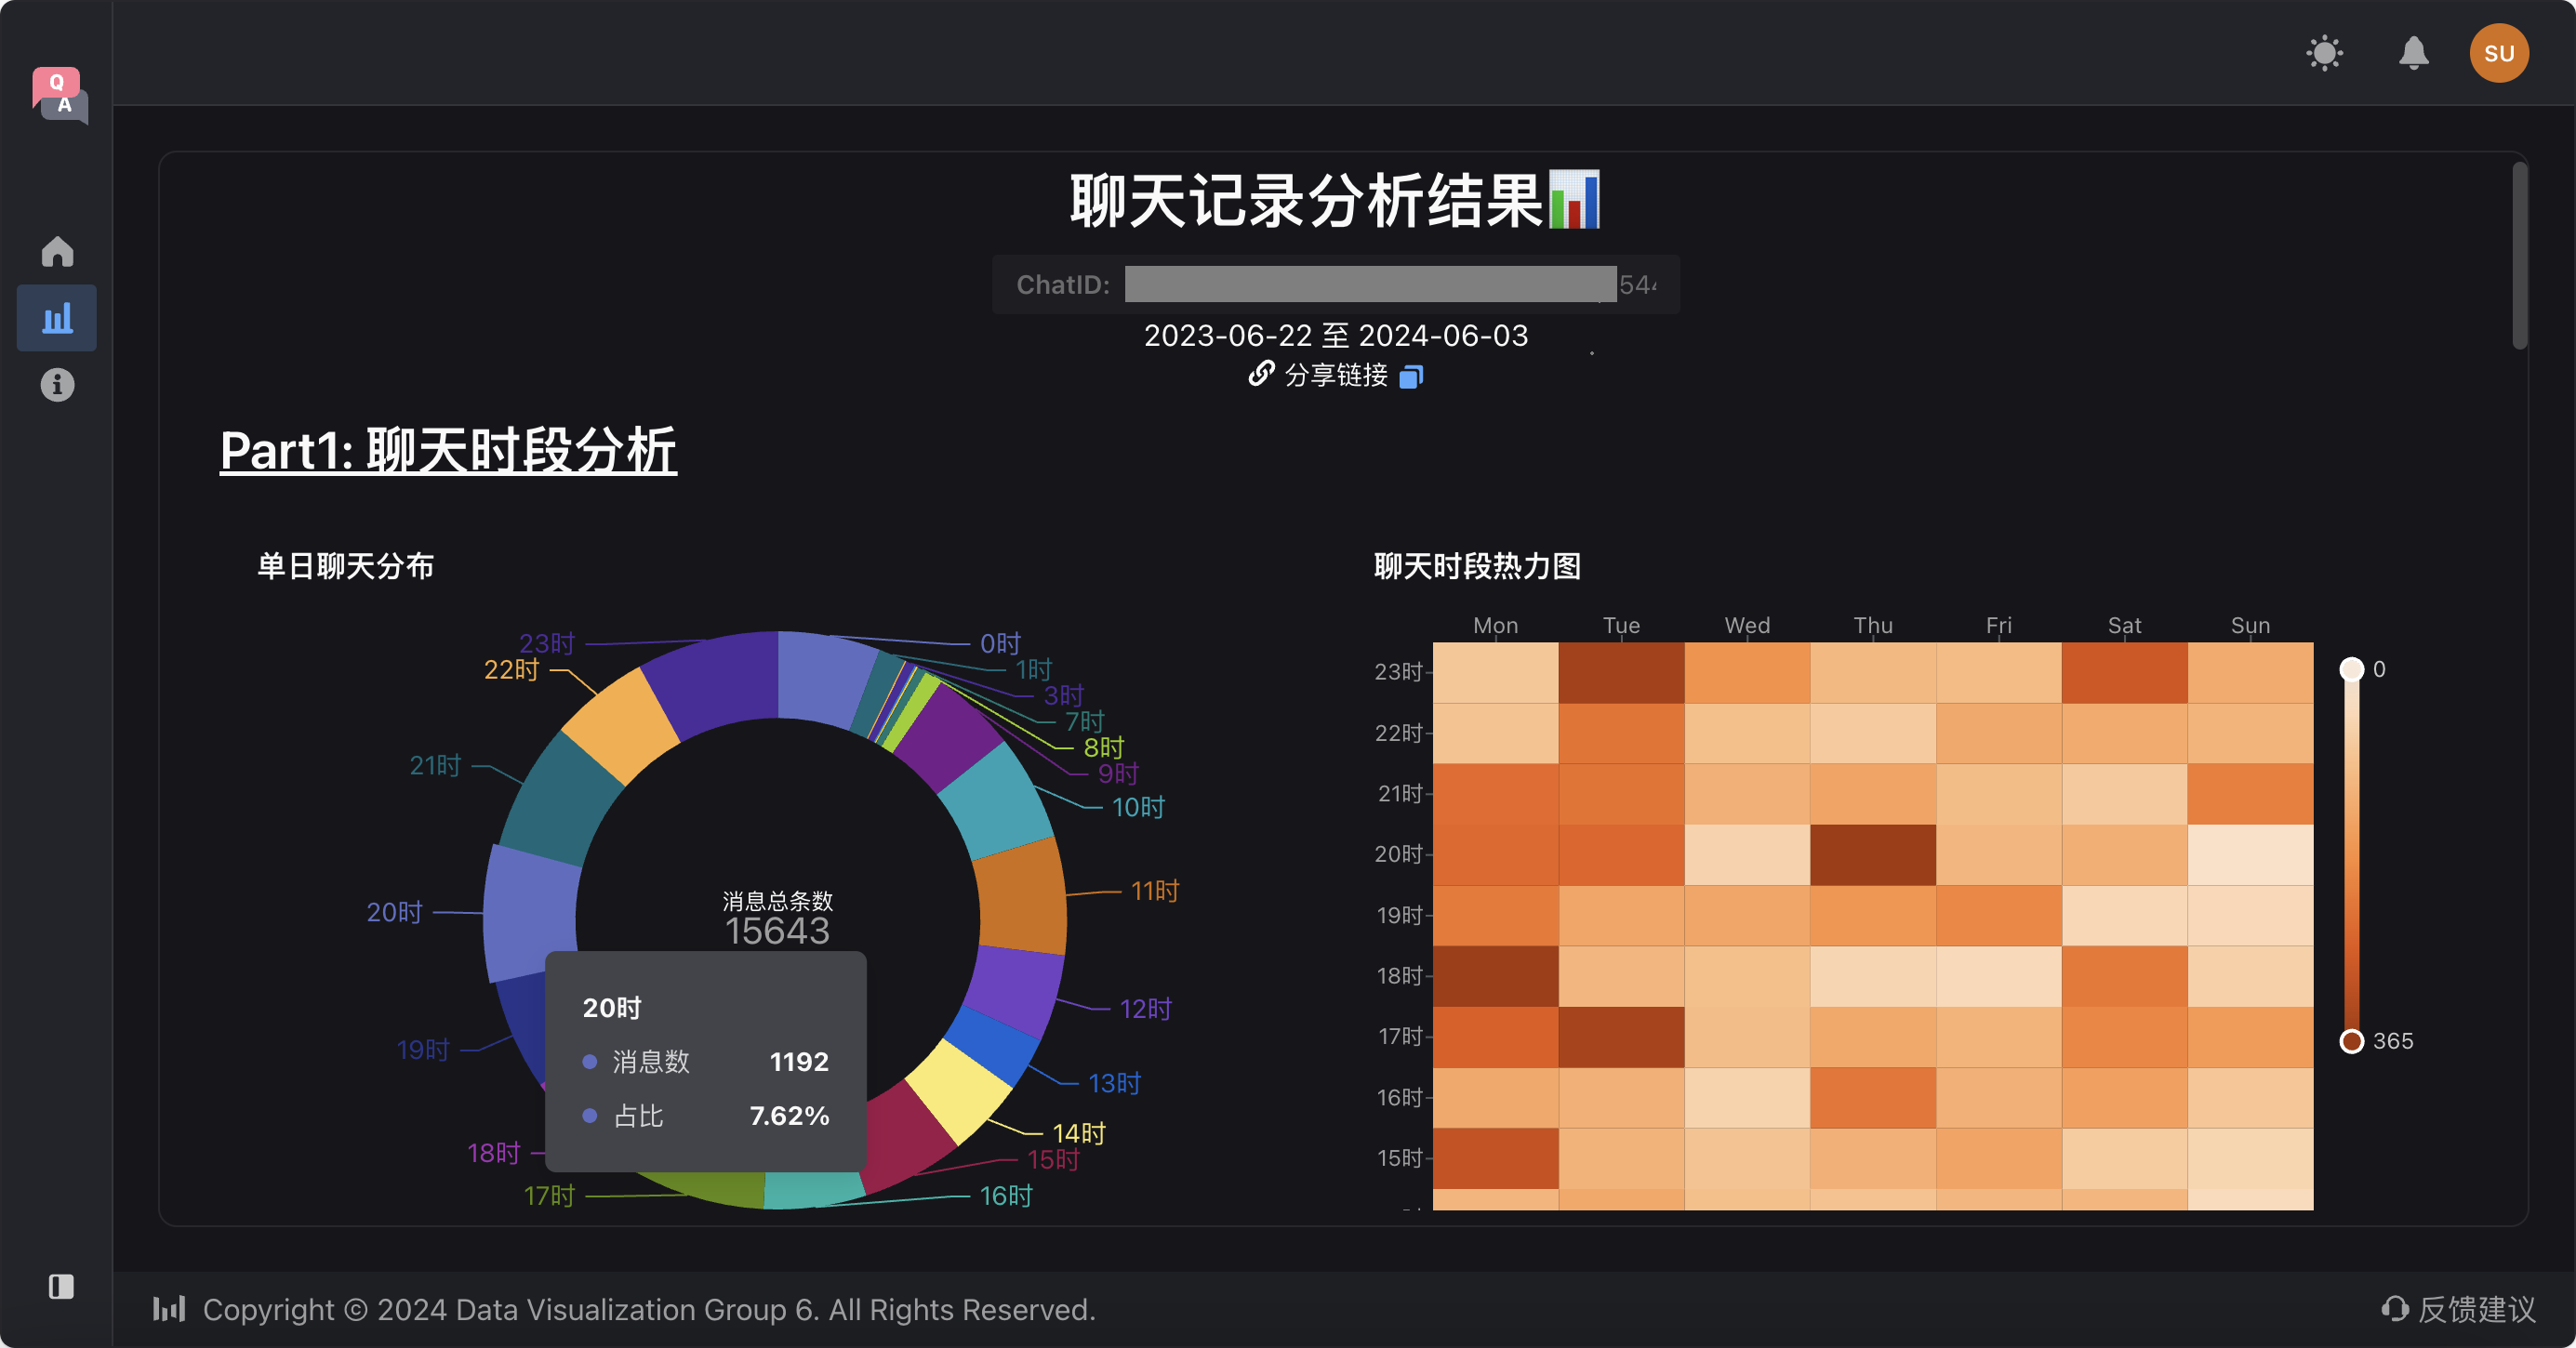 Q
A
SU
聊天记录分析结果
ChatID: 544
2023-06-22 至 2024-06-03
分享链接
Part1: 聊天时段分析
单日聊天分布
23时
22时
21时
20时
19时
18时
17时
0时
1时
3时
7时
8时
9时
10时
11时
12时
13时
14时
15时
16时
消息总条数
15643
20时
消息数 1192
占比 7.62%
聊天时段热力图
Mon Tue Wed Thu Fri Sat Sun
23时
22时
21时
20时
19时
18时
17时
16时
15时
0
365
Copyright © 2024 Data Visualization Group 6. All Rights Reserved.
反馈建议